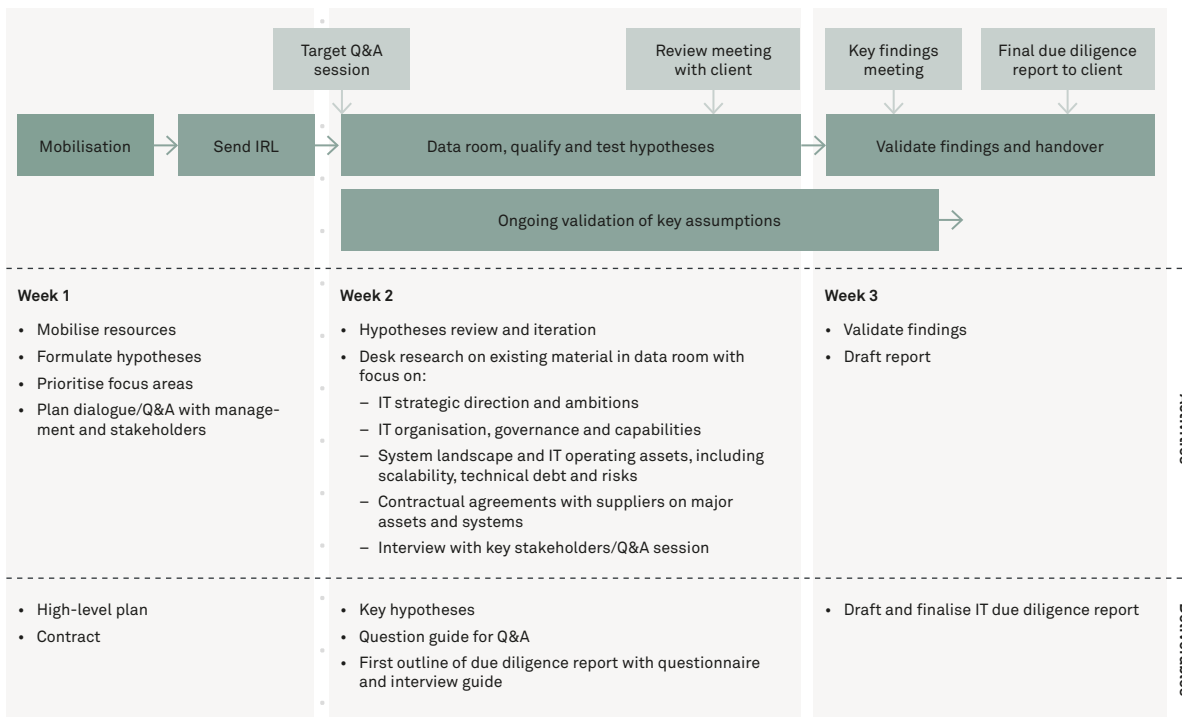 Target Q&A
session
Review meeting
with client
Key findings
meeting
Final due diligence
report to client
Mobilisation
Send IRL
Data room, qualify and test hypotheses
Validate findings and handover
Ongoing validation of key assumptions
Week 1
• Mobilise resources
• Formulate hypotheses
• Prioritise focus areas
• Plan dialogue/Q&A with manage-
ment and stakeholders
Week 2
• Hypotheses review and iteration
• Desk research on existing material in data room with
focus on:
– IT strategic direction and ambitions
– IT organisation, governance and capabilities
– System landscape and IT operating assets, including
scalability, technical debt and risks
– Contractual agreements with suppliers on major
assets and systems
– Interview with key stakeholders/Q&A session
Week 3
• Validate findings
• Draft report
• High-level plan
• Contract
• Key hypotheses
• Question guide for Q&A
• First outline of due diligence report with questionnaire
and interview guide
• Draft and finalise IT due diligence report